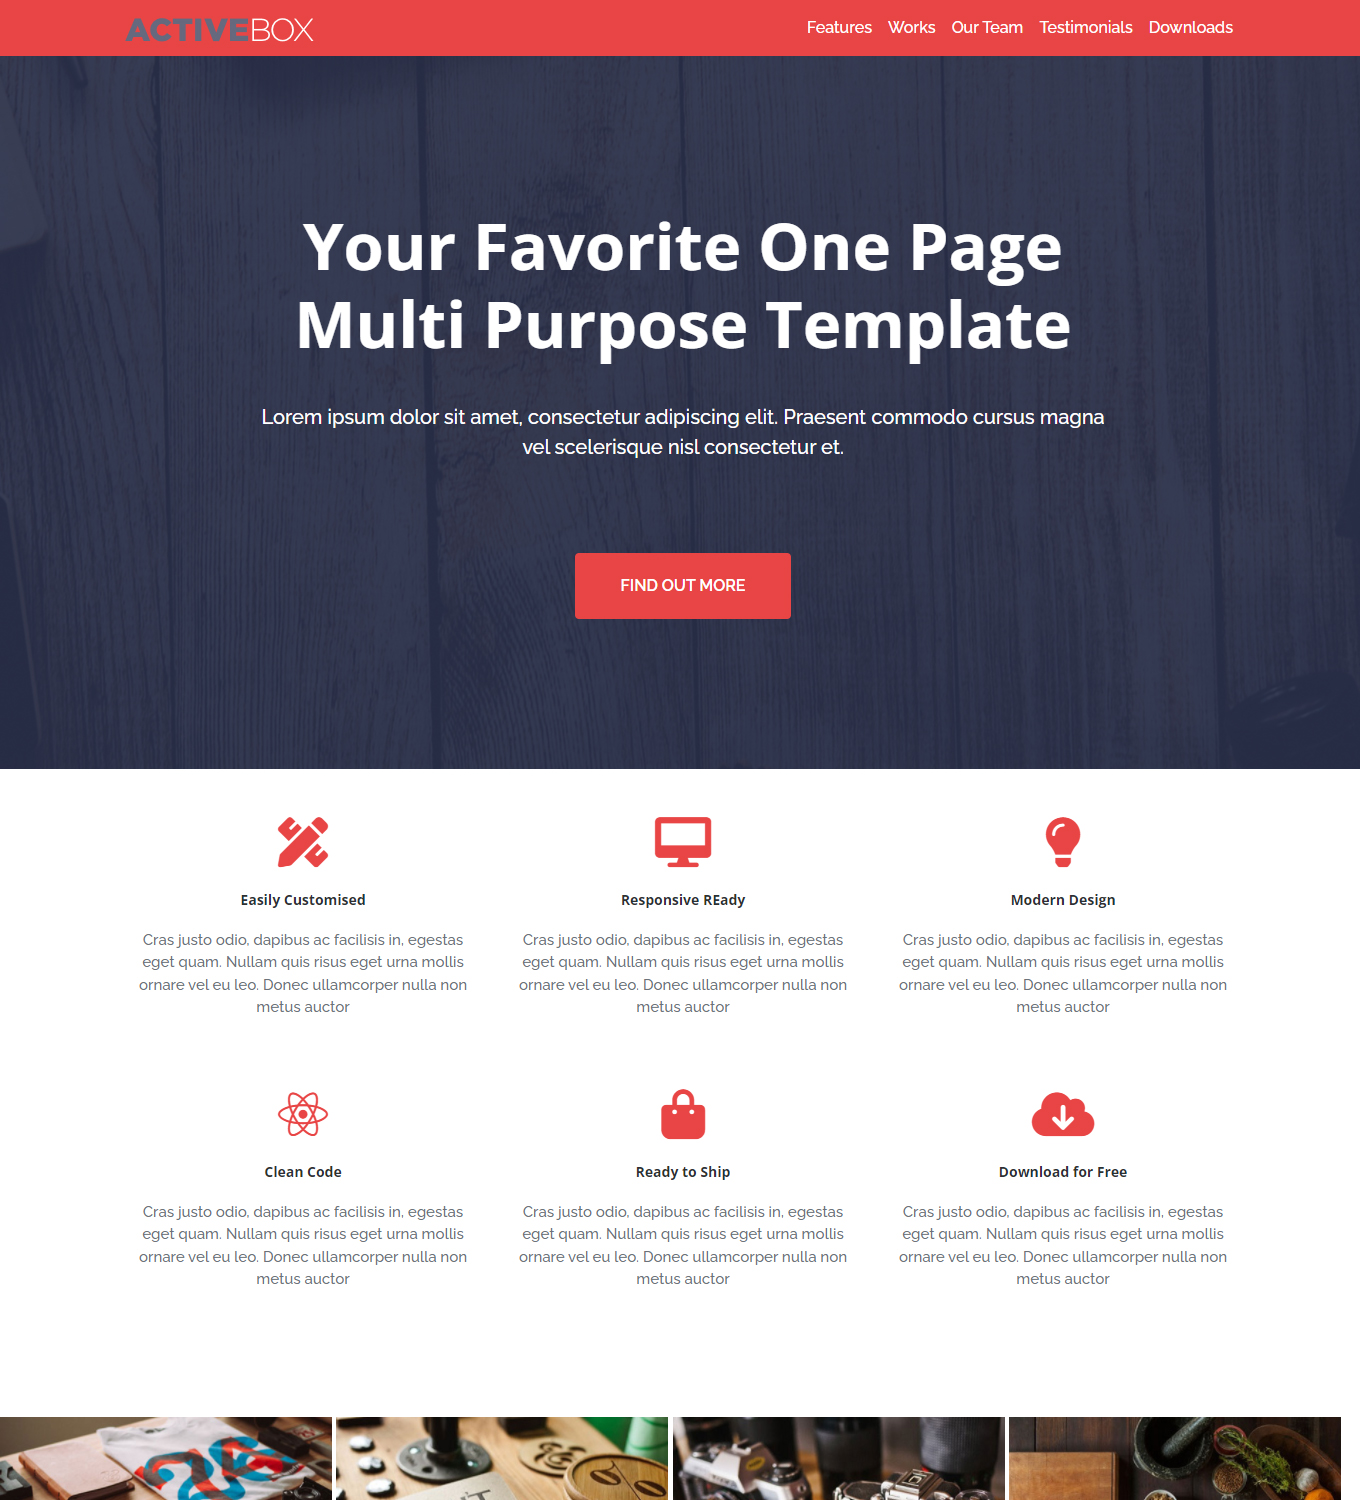 ACTIVEBOX
Features Works Our Team Testimonials Downloads
Your Favorite One Page
Multi Purpose Template
Lorem ipsum dolor sit amet, consectetur adipiscing elit. Praesent commodo cursus magna
vel scelerisque nisl consectetur et.
FIND OUT MORE
Easily Customised
Cras justo odio, dapibus ac facilisis in, egestas
eget quam. Nullam quis risus eget urna mollis
ornare vel eu leo. Donec ullamcorper nulla non
metus auctor
Responsive REady
Cras justo odio, dapibus ac facilisis in, egestas
eget quam. Nullam quis risus eget urna mollis
ornare vel eu leo. Donec ullamcorper nulla non
metus auctor
Modern Design
Cras justo odio, dapibus ac facilisis in, egestas
eget quam. Nullam quis risus eget urna mollis
ornare vel eu leo. Donec ullamcorper nulla non
metus auctor
Clean Code
Cras justo odio, dapibus ac facilisis in, egestas
eget quam. Nullam quis risus eget urna mollis
ornare vel eu leo. Donec ullamcorper nulla non
metus auctor
Ready to Ship
Cras justo odio, dapibus ac facilisis in, egestas
eget quam. Nullam quis risus eget urna mollis
ornare vel eu leo. Donec ullamcorper nulla non
metus auctor
Download for Free
Cras justo odio, dapibus ac facilisis in, egestas
eget quam. Nullam quis risus eget urna mollis
ornare vel eu leo. Donec ullamcorper nulla non
metus auctor